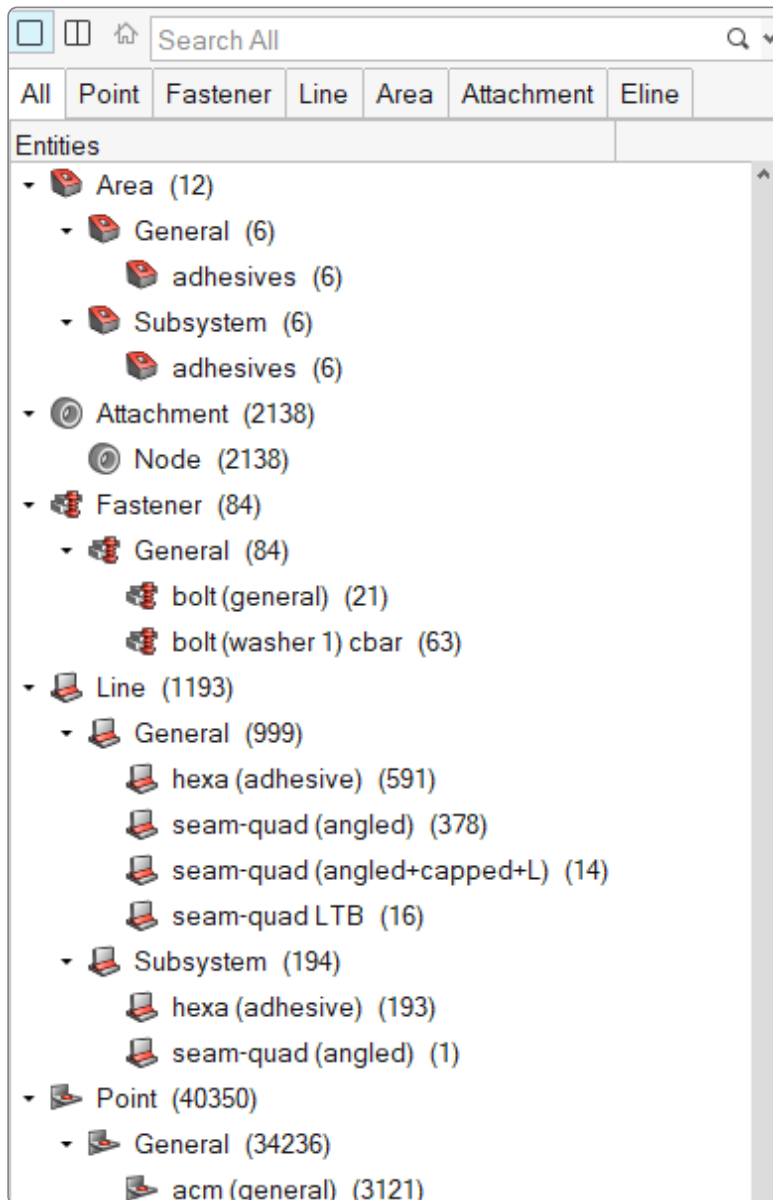 Search All
All Point Fastener Line Area Attachment Eline
Entities
Area (12)
General (6)
adhesives (6)
Subsystem (6)
adhesives (6)
Attachment (2138)
Node (2138)
Fastener (84)
General (84)
bolt (general) (21)
bolt (washer 1) cbar (63)
Line (1193)
General (999)
hexa (adhesive) (591)
seam-quad (angled) (378)
seam-quad (angled+capped+L) (14)
seam-quad LTB (16)
Subsystem (194)
hexa (adhesive) (193)
seam-quad (angled) (1)
Point (40350)
General (34236)
acm (general) (3121)